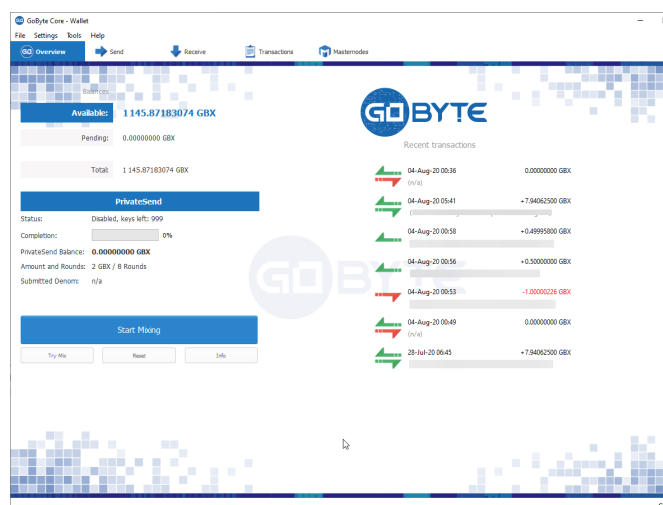 GoByte Core - Wallet
File Settings Tools Help
GO Overview Send Receive Transactions Masternodes
Balances
Available: 1 145.87183074 GBX
Pending: 0.00000000 GBX
Total: 1 145.87183074 GBX
PrivateSend
Status: Disabled, keys left: 999
Completion: 0%
PrivateSend Balance: 0.00000000 GBX
Amount and Rounds: 2 GBX / 8 Rounds
Submitted Denom: n/a
Start Mixing
Try Mix Reset Info
GOBYTE
Recent transactions
04-Aug-20 00:36 0.00000000 GBX
(n/a)
04-Aug-20 05:41 +7.94062500 GBX
04-Aug-20 00:58 +0.49995800 GBX
04-Aug-20 00:56 +0.50000000 GBX
04-Aug-20 00:53 -1.00000226 GBX
04-Aug-20 00:49 0.00000000 GBX
(n/a)
28-Jul-20 06:45 +7.94062500 GBX
GOBYTE